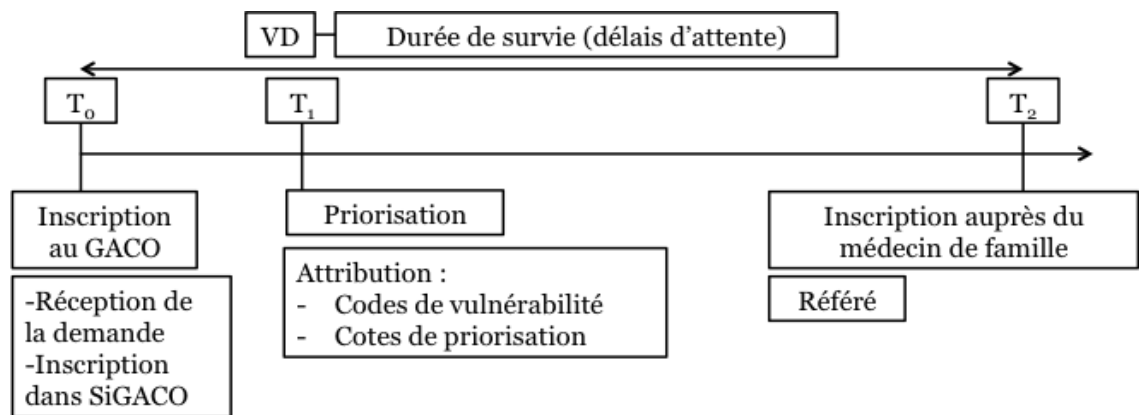 VD
Durée de survie (délais d’attente)
T0
T1
T2
Inscription
au GACO
Priorisation
Inscription auprès du
médecin de famille
-Réception de
la demande
-Inscription
dans SiGACO
Attribution :
- Codes de vulnérabilité
- Cotes de priorisation
Référé